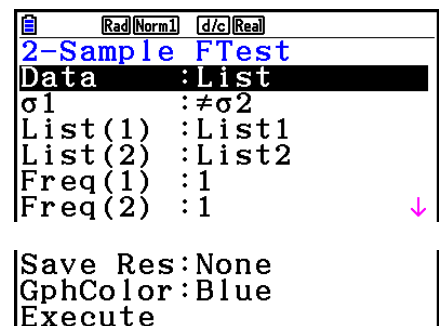 Rad Norm1 d/c Real
2-Sample FTest
Data :List
σ1 :≠σ2
List(1) :List1
List(2) :List2
Freq(1) :1
Freq(2) :1 ↓
Save Res:None
GphColor:Blue
Execute